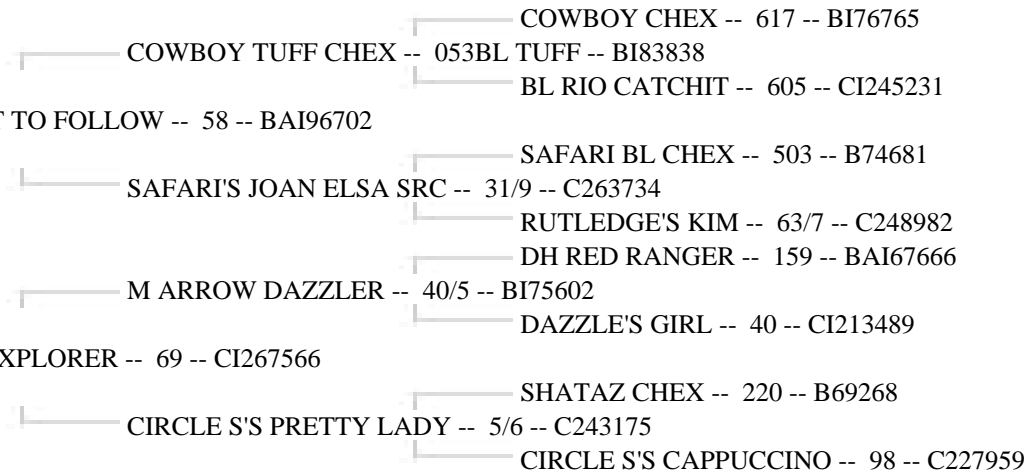 COWBOY CHEX -- 617 -- BI76765
COWBOY TUFF CHEX -- 053BL TUFF -- BI83838
BL RIO CATCHIT -- 605 -- CI245231
TO FOLLOW -- 58 -- BAI96702
SAFARI BL CHEX -- 503 -- B74681
SAFARI'S JOAN ELSA SRC -- 31/9 -- C263734
RUTLEDGE'S KIM -- 63/7 -- C248982
DH RED RANGER -- 159 -- BAI67666
M ARROW DAZZLER -- 40/5 -- BI75602
DAZZLE'S GIRL -- 40 -- CI213489
XPLORER -- 69 -- CI267566
SHATAZ CHEX -- 220 -- B69268
CIRCLE S'S PRETTY LADY -- 5/6 -- C243175
CIRCLE S'S CAPPUCCINO -- 98 -- C227959